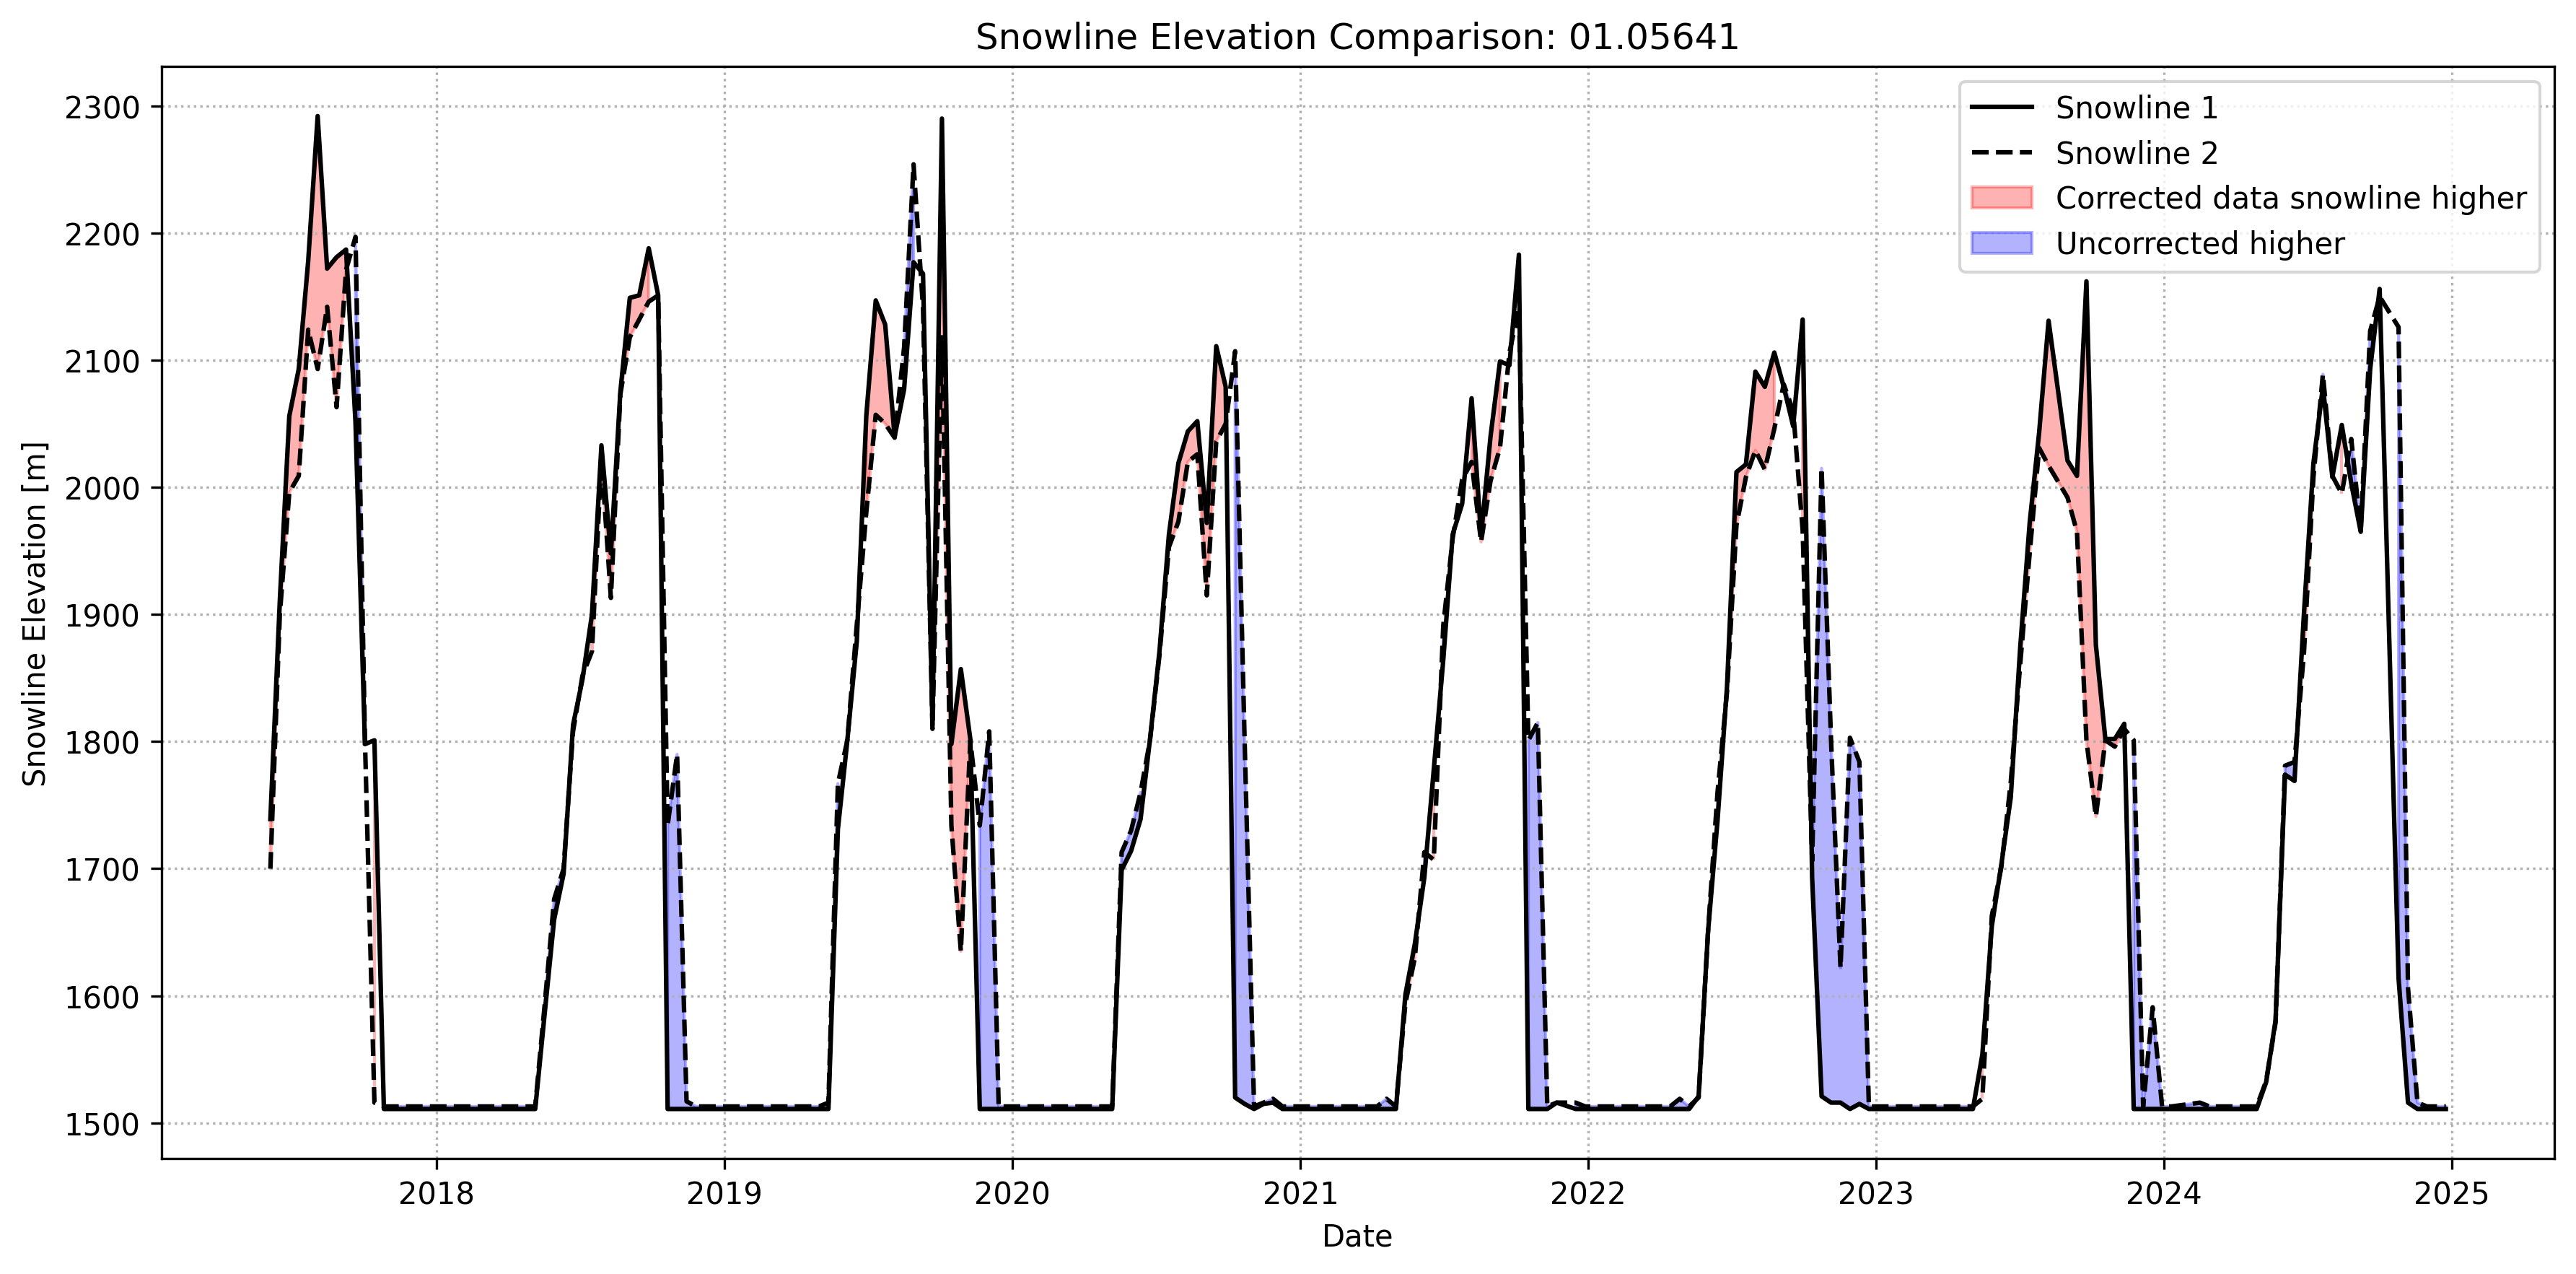 Snowline Elevation Comparison: 01.05641
Snowline 1
Snowline 2
Corrected data snowline higher
Uncorrected higher
Snowline Elevation [m]
2300
2200
2100
2000
1900
1800
1700
1600
1500
2018 2019 2020 2021 2022 2023 2024 2025
Date